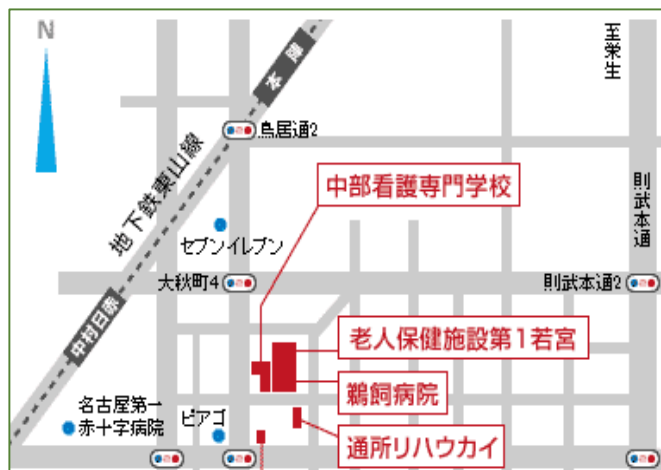 N
本陣
至栄生
鳥居通2
地下鉄東山線
中部看護専門学校
則武本通
セブンイレブン
大秋町4
則武本通2
中村日赤
老人保健施設第1若宮
鵜飼病院
名古屋第一
赤十字病院
ピアゴ
通所リハウカイ